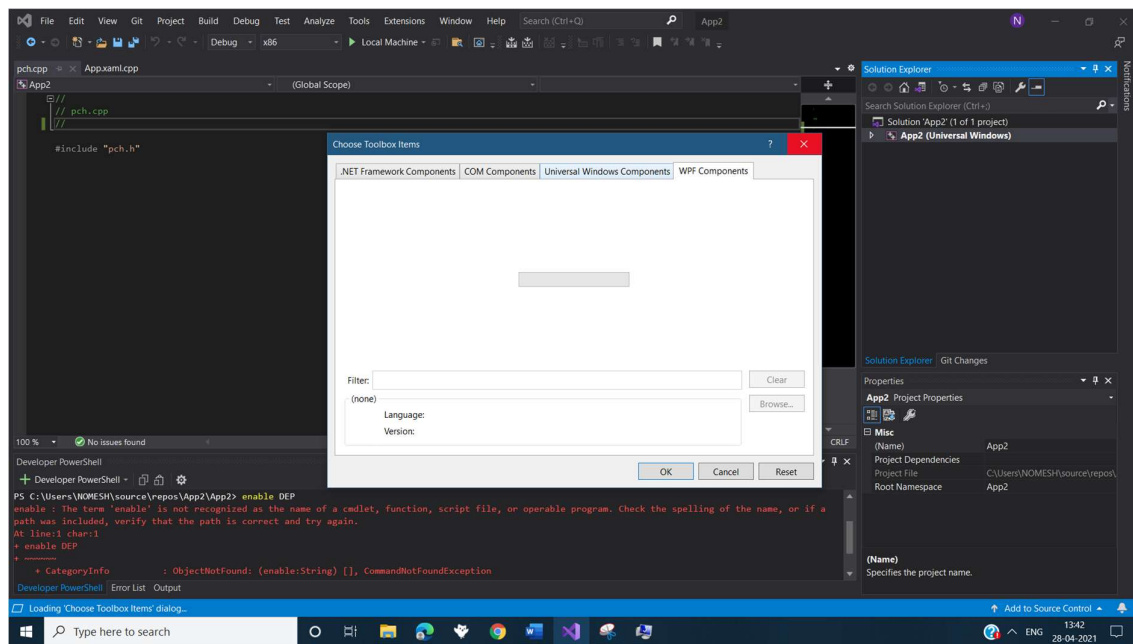 File Edit View Git Project Build Debug Test Analyze Tools Extensions Window Help Search (Ctrl+Q) App2 N
Debug x86 Local Machine
pch.cpp App.xaml.cpp
App2 (Global Scope)
//
// pch.cpp
//
#include "pch.h"
Choose Toolbox Items ?
.NET Framework Components COM Components Universal Windows Components WPF Components
Filter: Clear
(none) Browse...
Language:
Version:
OK Cancel Reset
100 % No issues found CRLF
Developer PowerShell
Developer PowerShell
PS C:\Users\NOMESH\source\repos\App2\App2> enable DEP
enable : The term 'enable' is not recognized as the name of a cmdlet, function, script file, or operable program. Check the spelling of the name, or if a
path was included, verify that the path is correct and try again.
At line:1 char:1
+ enable DEP
+ ~~~~~~
+ CategoryInfo : ObjectNotFound: (enable:String) [], CommandNotFoundException
Developer PowerShell Error List Output
Solution Explorer
Search Solution Explorer (Ctrl+;)
Solution 'App2' (1 of 1 project)
App2 (Universal Windows)
Solution Explorer Git Changes
Properties
App2 Project Properties
Misc
(Name) App2
Project Dependencies
Project File C:\Users\NOMESH\source\repos\
Root Namespace App2
(Name)
Specifies the project name.
Notifications
Loading 'Choose Toolbox Items' dialog... Add to Source Control
Type here to search ENG 13:42
28-04-2021